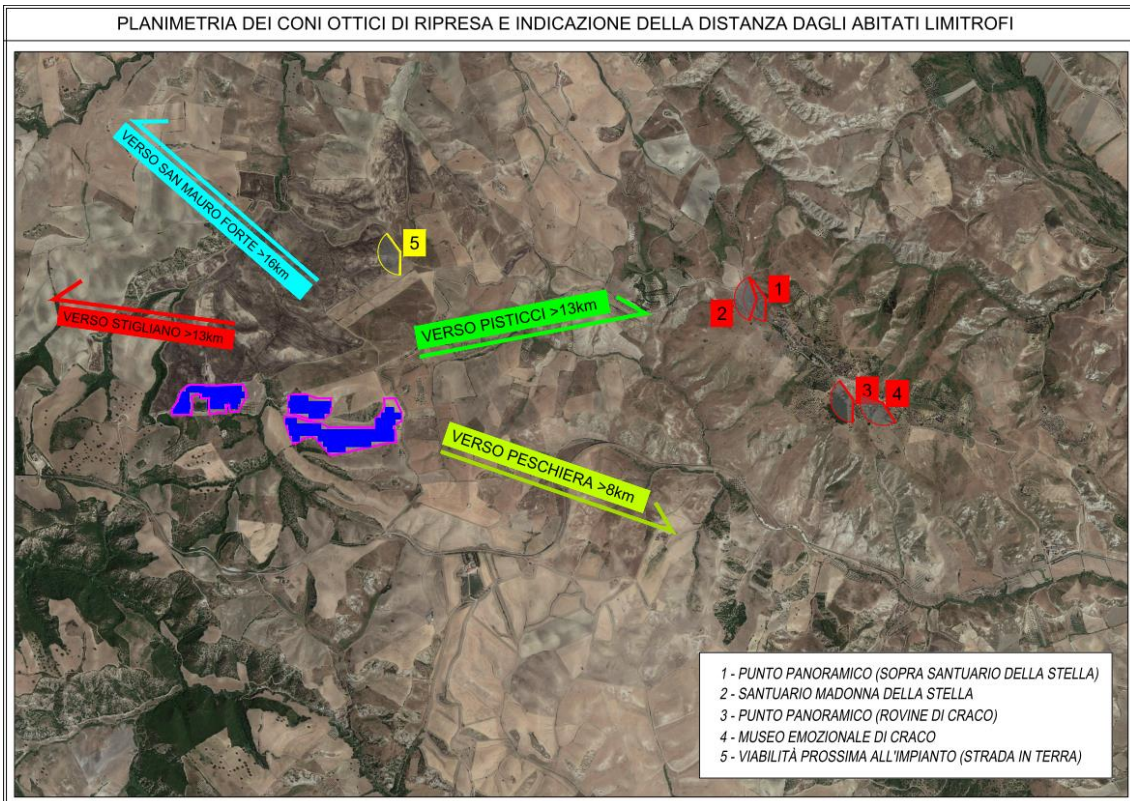 PLANIMETRIA DEI CONI OTTICI DI RIPRESA E INDICAZIONE DELLA DISTANZA DAGLI ABITATI LIMITROFI
VERSO SAN MAURO FORTE >16km
5
VERSO STIGLIANO >13km
VERSO PISTICCI >13km
1
2
3
4
VERSO PESCHIERA >8km
1 - PUNTO PANORAMICO (SOPRA SANTUARIO DELLA STELLA)
2 - SANTUARIO MADONNA DELLA STELLA
3 - PUNTO PANORAMICO (ROVINE DI CRACO)
4 - MUSEO EMOZIONALE DI CRACO
5 - VIABILITÀ PROSSIMA ALL'IMPIANTO (STRADA IN TERRA)